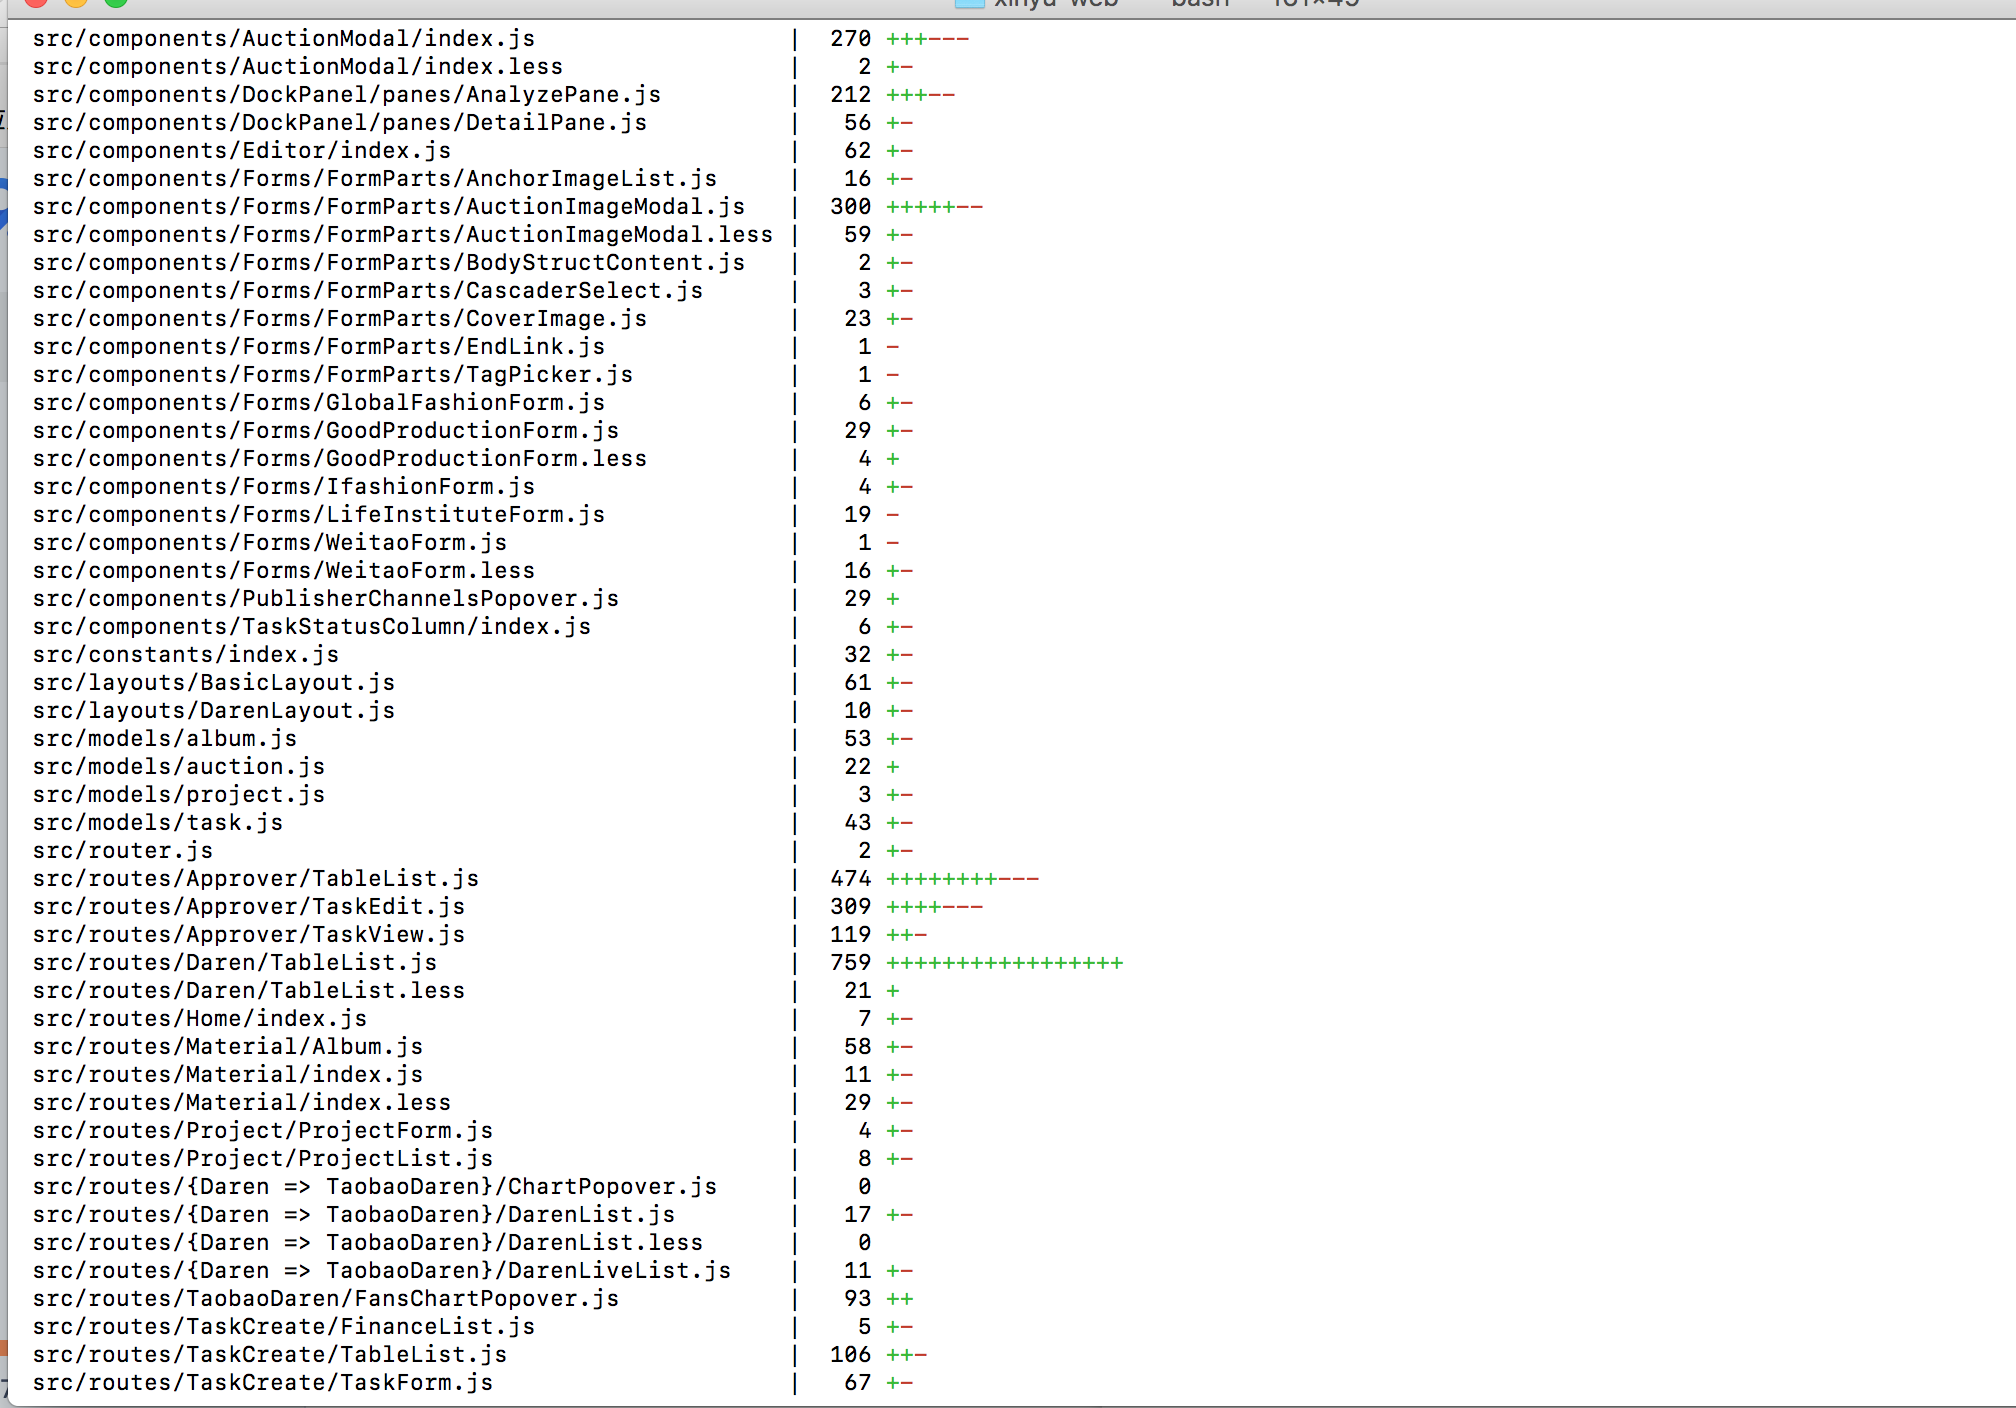 src/components/AuctionModal/index.js | 270 +++---
src/components/AuctionModal/index.less | 2 +-
src/components/DockPanel/panes/AnalyzePane.js | 212 +++--
src/components/DockPanel/panes/DetailPane.js | 56 +-
src/components/Editor/index.js | 62 +-
src/components/Forms/FormParts/AnchorImageList.js | 16 +-
src/components/Forms/FormParts/AuctionImageModal.js | 300 +++++--
src/components/Forms/FormParts/AuctionImageModal.less | 59 +-
src/components/Forms/FormParts/BodyStructContent.js | 2 +-
src/components/Forms/FormParts/CascaderSelect.js | 3 +-
src/components/Forms/FormParts/CoverImage.js | 23 +-
src/components/Forms/FormParts/EndLink.js | 1 -
src/components/Forms/FormParts/TagPicker.js | 1 -
src/components/Forms/GlobalFashionForm.js | 6 +-
src/components/Forms/GoodProductionForm.js | 29 +-
src/components/Forms/GoodProductionForm.less | 4 +
src/components/Forms/IfashionForm.js | 4 +-
src/components/Forms/LifeInstituteForm.js | 19 -
src/components/Forms/WeitaoForm.js | 1 -
src/components/Forms/WeitaoForm.less | 16 +-
src/components/PublisherChannelsPopover.js | 29 +
src/components/TaskStatusColumn/index.js | 6 +-
src/constants/index.js | 32 +-
src/layouts/BasicLayout.js | 61 +-
src/layouts/DarenLayout.js | 10 +-
src/models/album.js | 53 +-
src/models/auction.js | 22 +
src/models/project.js | 3 +-
src/models/task.js | 43 +-
src/router.js | 2 +-
src/routes/Approver/TableList.js | 474 ++++++++---
src/routes/Approver/TaskEdit.js | 309 ++++---
src/routes/Approver/TaskView.js | 119 ++-
src/routes/Daren/TableList.js | 759 +++++++++++++++++
src/routes/Daren/TableList.less | 21 +
src/routes/Home/index.js | 7 +-
src/routes/Material/Album.js | 58 +-
src/routes/Material/index.js | 11 +-
src/routes/Material/index.less | 29 +-
src/routes/Project/ProjectForm.js | 4 +-
src/routes/Project/ProjectList.js | 8 +-
src/routes/{Daren => TaobaoDaren}/ChartPopover.js | 0
src/routes/{Daren => TaobaoDaren}/DarenList.js | 17 +-
src/routes/{Daren => TaobaoDaren}/DarenList.less | 0
src/routes/{Daren => TaobaoDaren}/DarenLiveList.js | 11 +-
src/routes/TaobaoDaren/FansChartPopover.js | 93 ++
src/routes/TaskCreate/FinanceList.js | 5 +-
src/routes/TaskCreate/TableList.js | 106 ++-
src/routes/TaskCreate/TaskForm.js | 67 +-